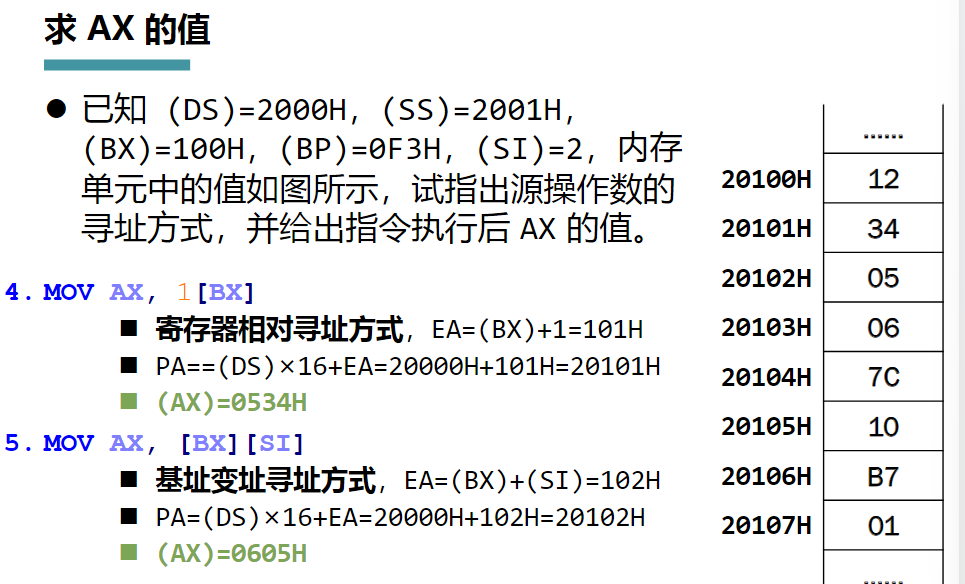 求 AX 的值
● 已知 (DS)=2000H, (SS)=2001H,
(BX)=100H, (BP)=0F3H, (SI)=2, 内存
单元中的值如图所示，试指出源操作数的
寻址方式，并给出指令执行后 AX 的值。
4. MOV AX, 1[BX]
■ 寄存器相对寻址方式, EA=(BX)+1=101H
■ PA==(DS)×16+EA=20000H+101H=20101H
■ (AX)=0534H
5. MOV AX, [BX][SI]
■ 基址变址寻址方式, EA=(BX)+(SI)=102H
■ PA=(DS)×16+EA=20000H+102H=20102H
■ (AX)=0605H
......
20100H 12
20101H 34
20102H 05
20103H 06
20104H 7C
20105H 10
20106H B7
20107H 01
......